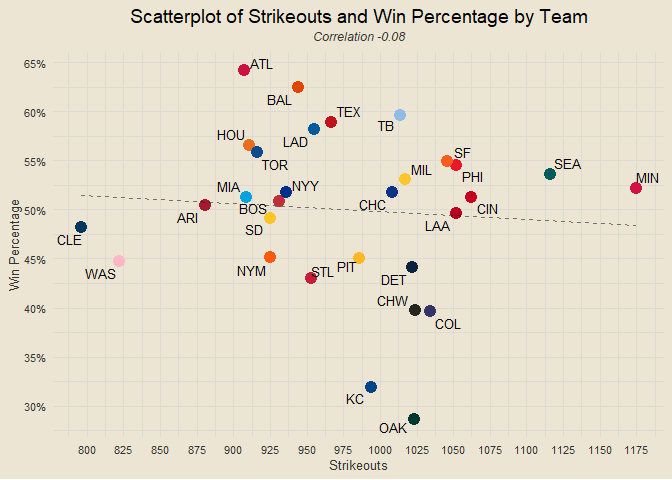 Scatterplot of Strikeouts and Win Percentage by Team
Correlation -0.08
Win Percentage
65%
60%
55%
50%
45%
40%
35%
30%
ATL
BAL
TEX
TB
LAD
HOU
TOR
SF
PHI
SEA
MIL
MIN
MIA
NYY
CHC
CIN
BOS
ARI
LAA
SD
CLE
WAS
NYM
STL
PIT
DET
CHW
COL
KC
OAK
800 825 850 875 900 925 950 975 1000 1025 1050 1075 1100 1125 1150 1175
Strikeouts